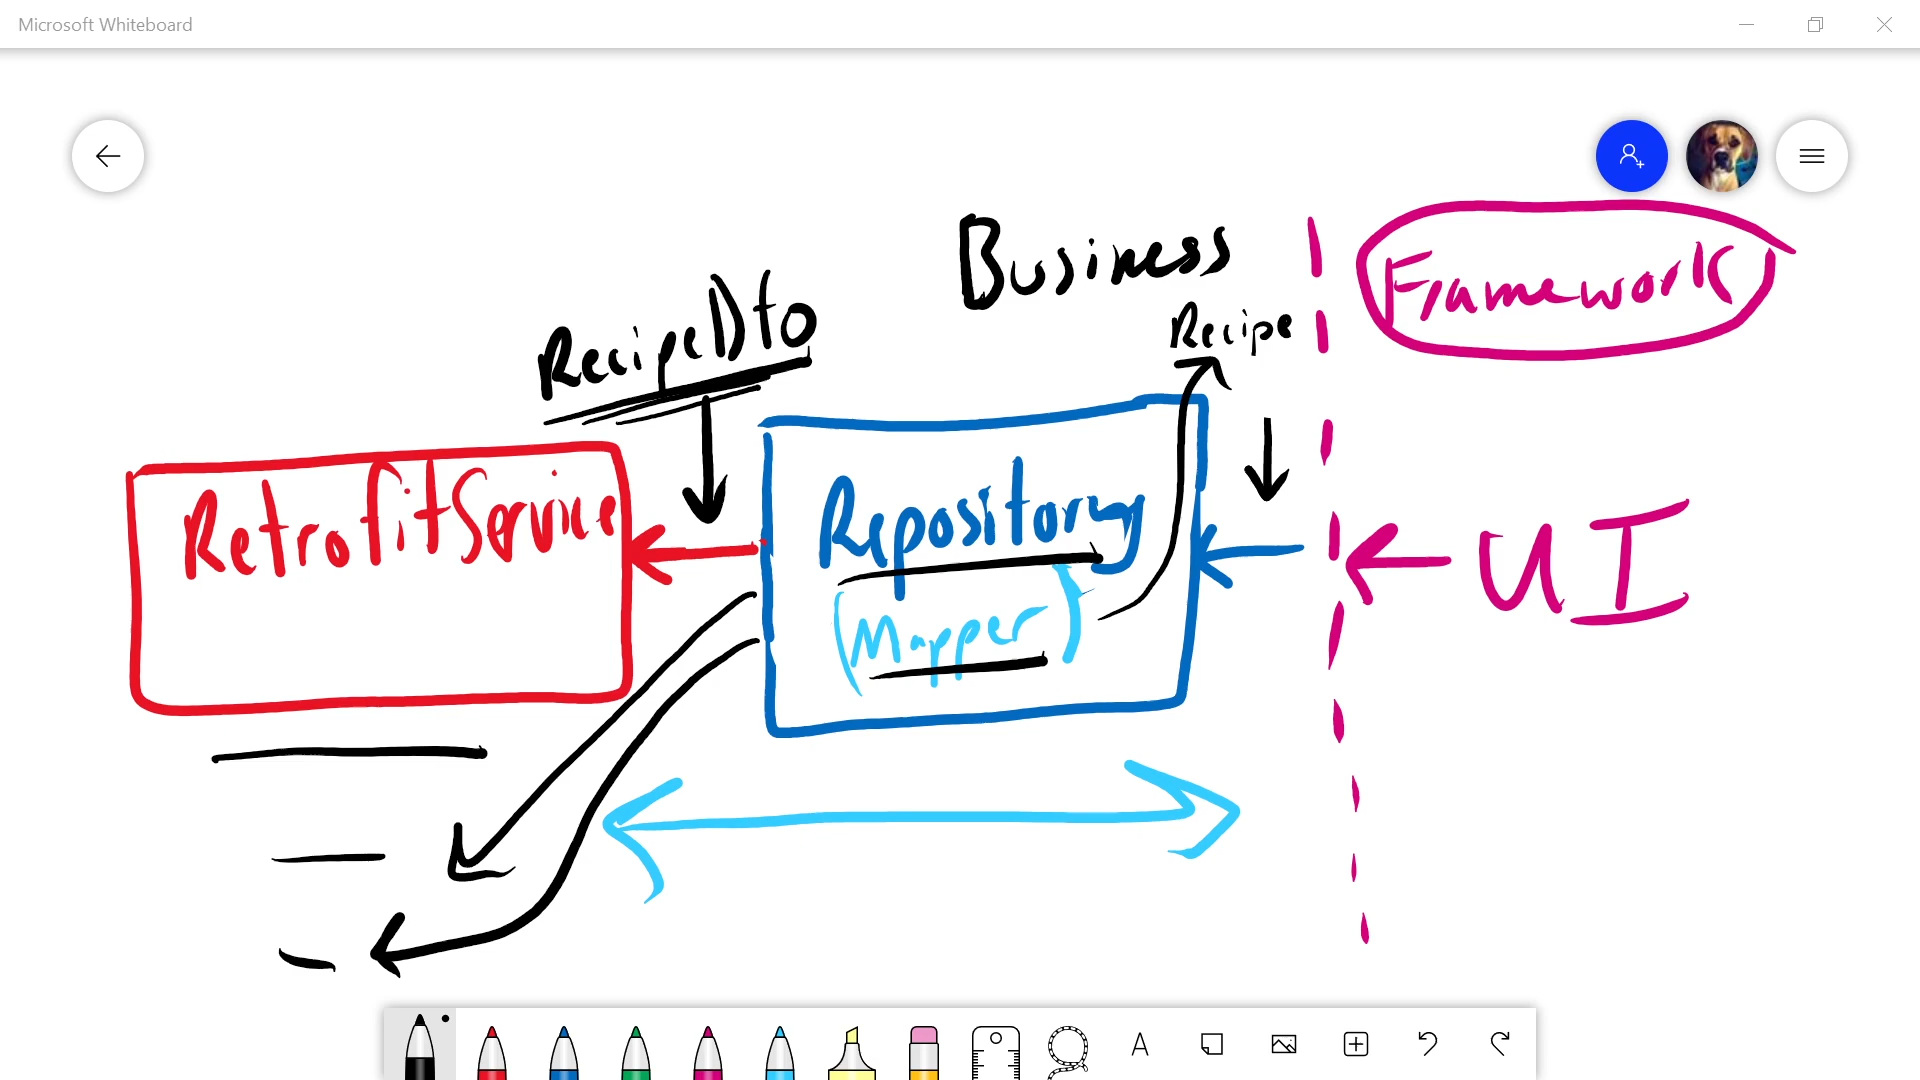 Microsoft Whiteboard
Business
Framework
RecipeDto
Recipe
RetrofitService
Repository
(Mapper)
UI
A